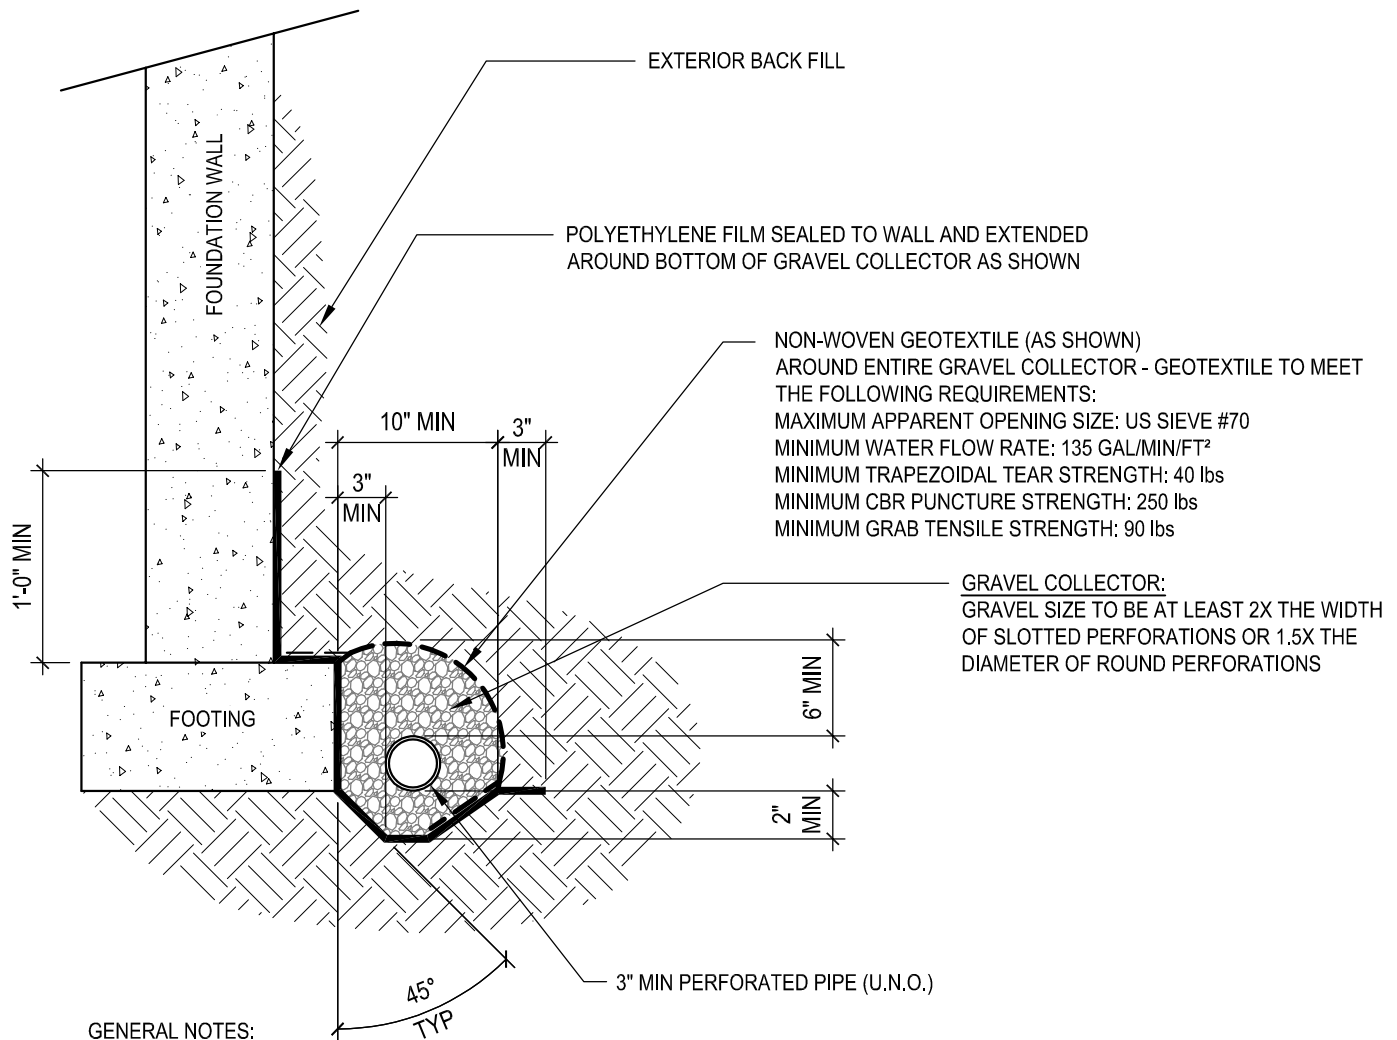 EXTERIOR BACK FILL
FOUNDATION WALL
POLYETHYLENE FILM SEALED TO WALL AND EXTENDED
AROUND BOTTOM OF GRAVEL COLLECTOR AS SHOWN
NON-WOVEN GEOTEXTILE (AS SHOWN)
AROUND ENTIRE GRAVEL COLLECTOR - GEOTEXTILE TO MEET
THE FOLLOWING REQUIREMENTS:
MAXIMUM APPARENT OPENING SIZE: US SIEVE #70
MINIMUM WATER FLOW RATE: 135 GAL/MIN/FT²
MINIMUM TRAPEZOIDAL TEAR STRENGTH: 40 lbs
MINIMUM CBR PUNCTURE STRENGTH: 250 lbs
MINIMUM GRAB TENSILE STRENGTH: 90 lbs
10" MIN
3"
MIN
3"
MIN
1'-0" MIN
GRAVEL COLLECTOR:
GRAVEL SIZE TO BE AT LEAST 2X THE WIDTH
OF SLOTTED PERFORATIONS OR 1.5X THE
DIAMETER OF ROUND PERFORATIONS
6" MIN
FOOTING
2"
MIN
3" MIN PERFORATED PIPE (U.N.O.)
45°
TYP
GENERAL NOTES: